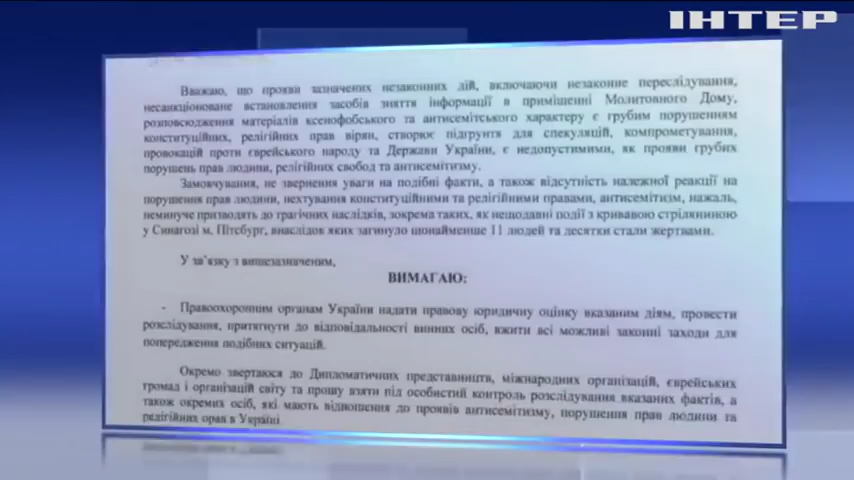 ІНТЕР
Вважаю, що прояви зазначених незаконних дій, включаючи незаконне переслідування,
несанкціоноване встановлення засобів зняття інформації в приміщенні Молитовного Дому,
розповсюдження матеріалів ксенофобського та антисемітського характеру є грубим порушенням
конституційних, релігійних прав вірян, створює підґрунтя для спекуляцій, компрометування,
провокацій проти єврейського народу та Держави України, є недопустимими, як прояви грубих
порушень прав людини, релігійних свобод та антисемітизму.
Замовчування, не звернення уваги на подібні факти, а також відсутність належної реакції на
порушення прав людини, нехтування конституційними та релігійними правами, антисемітизм, нажаль,
неминуче призводять до трагічних наслідків, зокрема таких, як нещодавні події з кривавою стріляниною
у Синагозі м. Пітсбург, внаслідок яких загинуло щонайменше 11 людей та десятки стали жертвами.
У зв'язку з вищезазначеним,
ВИМАГАЮ:
- Правоохоронним органам України надати правову юридичну оцінку вказаним діям, провести
розслідування, притягнути до відповідальності винних осіб, вжити всі можливі законні заходи для
попередження подібних ситуацій.
Окремо звертаюся до Дипломатичних представництв, міжнародних організацій, єврейських
громад і організацій світу та прошу взяти під особистий контроль розслідування вказаних фактів, а
також окремих осіб, які мають відношення до проявів антисемітизму, порушення прав людини та
релігійних прав в Україні